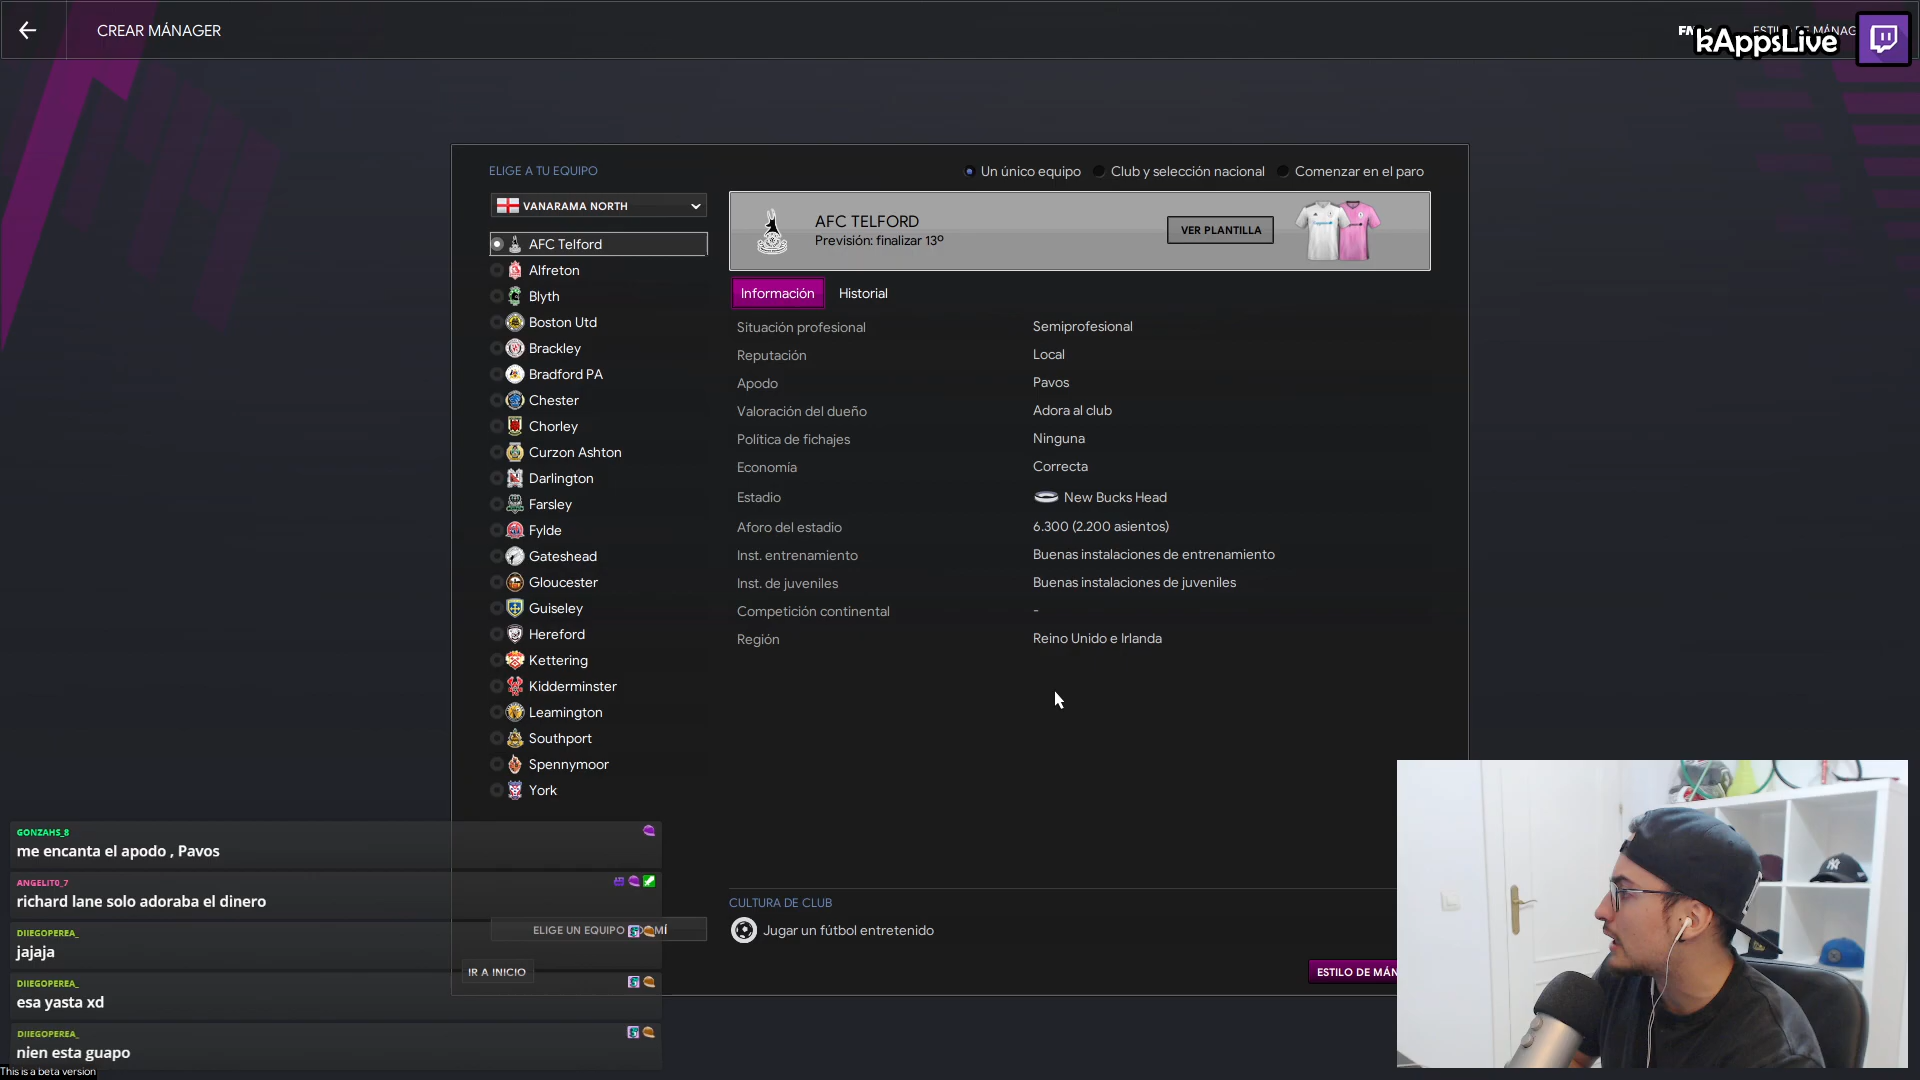 CREAR MÁNAGER
kAppsLive
ELIGE A TU EQUIPO
Un único equipo
Club y selección nacional
Comenzar en el paro
VANARAMA NORTH
AFC TELFORD
Previsión: finalizar 13º
VER PLANTILLA
AFC Telford
Alfreton
Blyth
Boston Utd
Brackley
Bradford PA
Chester
Chorley
Curzon Ashton
Darlington
Farsley
Fylde
Gateshead
Gloucester
Guiseley
Hereford
Kettering
Kidderminster
Leamington
Southport
Spennymoor
York
Información
Historial
Situación profesional
Semiprofesional
Reputación
Local
Apodo
Pavos
Valoración del dueño
Adora al club
Política de fichajes
Ninguna
Economía
Correcta
Estadio
New Bucks Head
Aforo del estadio
6.300 (2.200 asientos)
Inst. entrenamiento
Buenas instalaciones de entrenamiento
Inst. de juveniles
Buenas instalaciones de juveniles
Competición continental
-
Región
Reino Unido e Irlanda
CULTURA DE CLUB
Jugar un fútbol entretenido
ELIGE UN EQUIPO
IR A INICIO
ESTILO DE MÁN
GONZAHS_8
me encanta el apodo , Pavos
ANGELIT0_7
richard lane solo adoraba el dinero
DIIEGOPEREA_
jajaja
DIIEGOPEREA_
esa yasta xd
DIIEGOPEREA_
nien esta guapo
This is a beta version